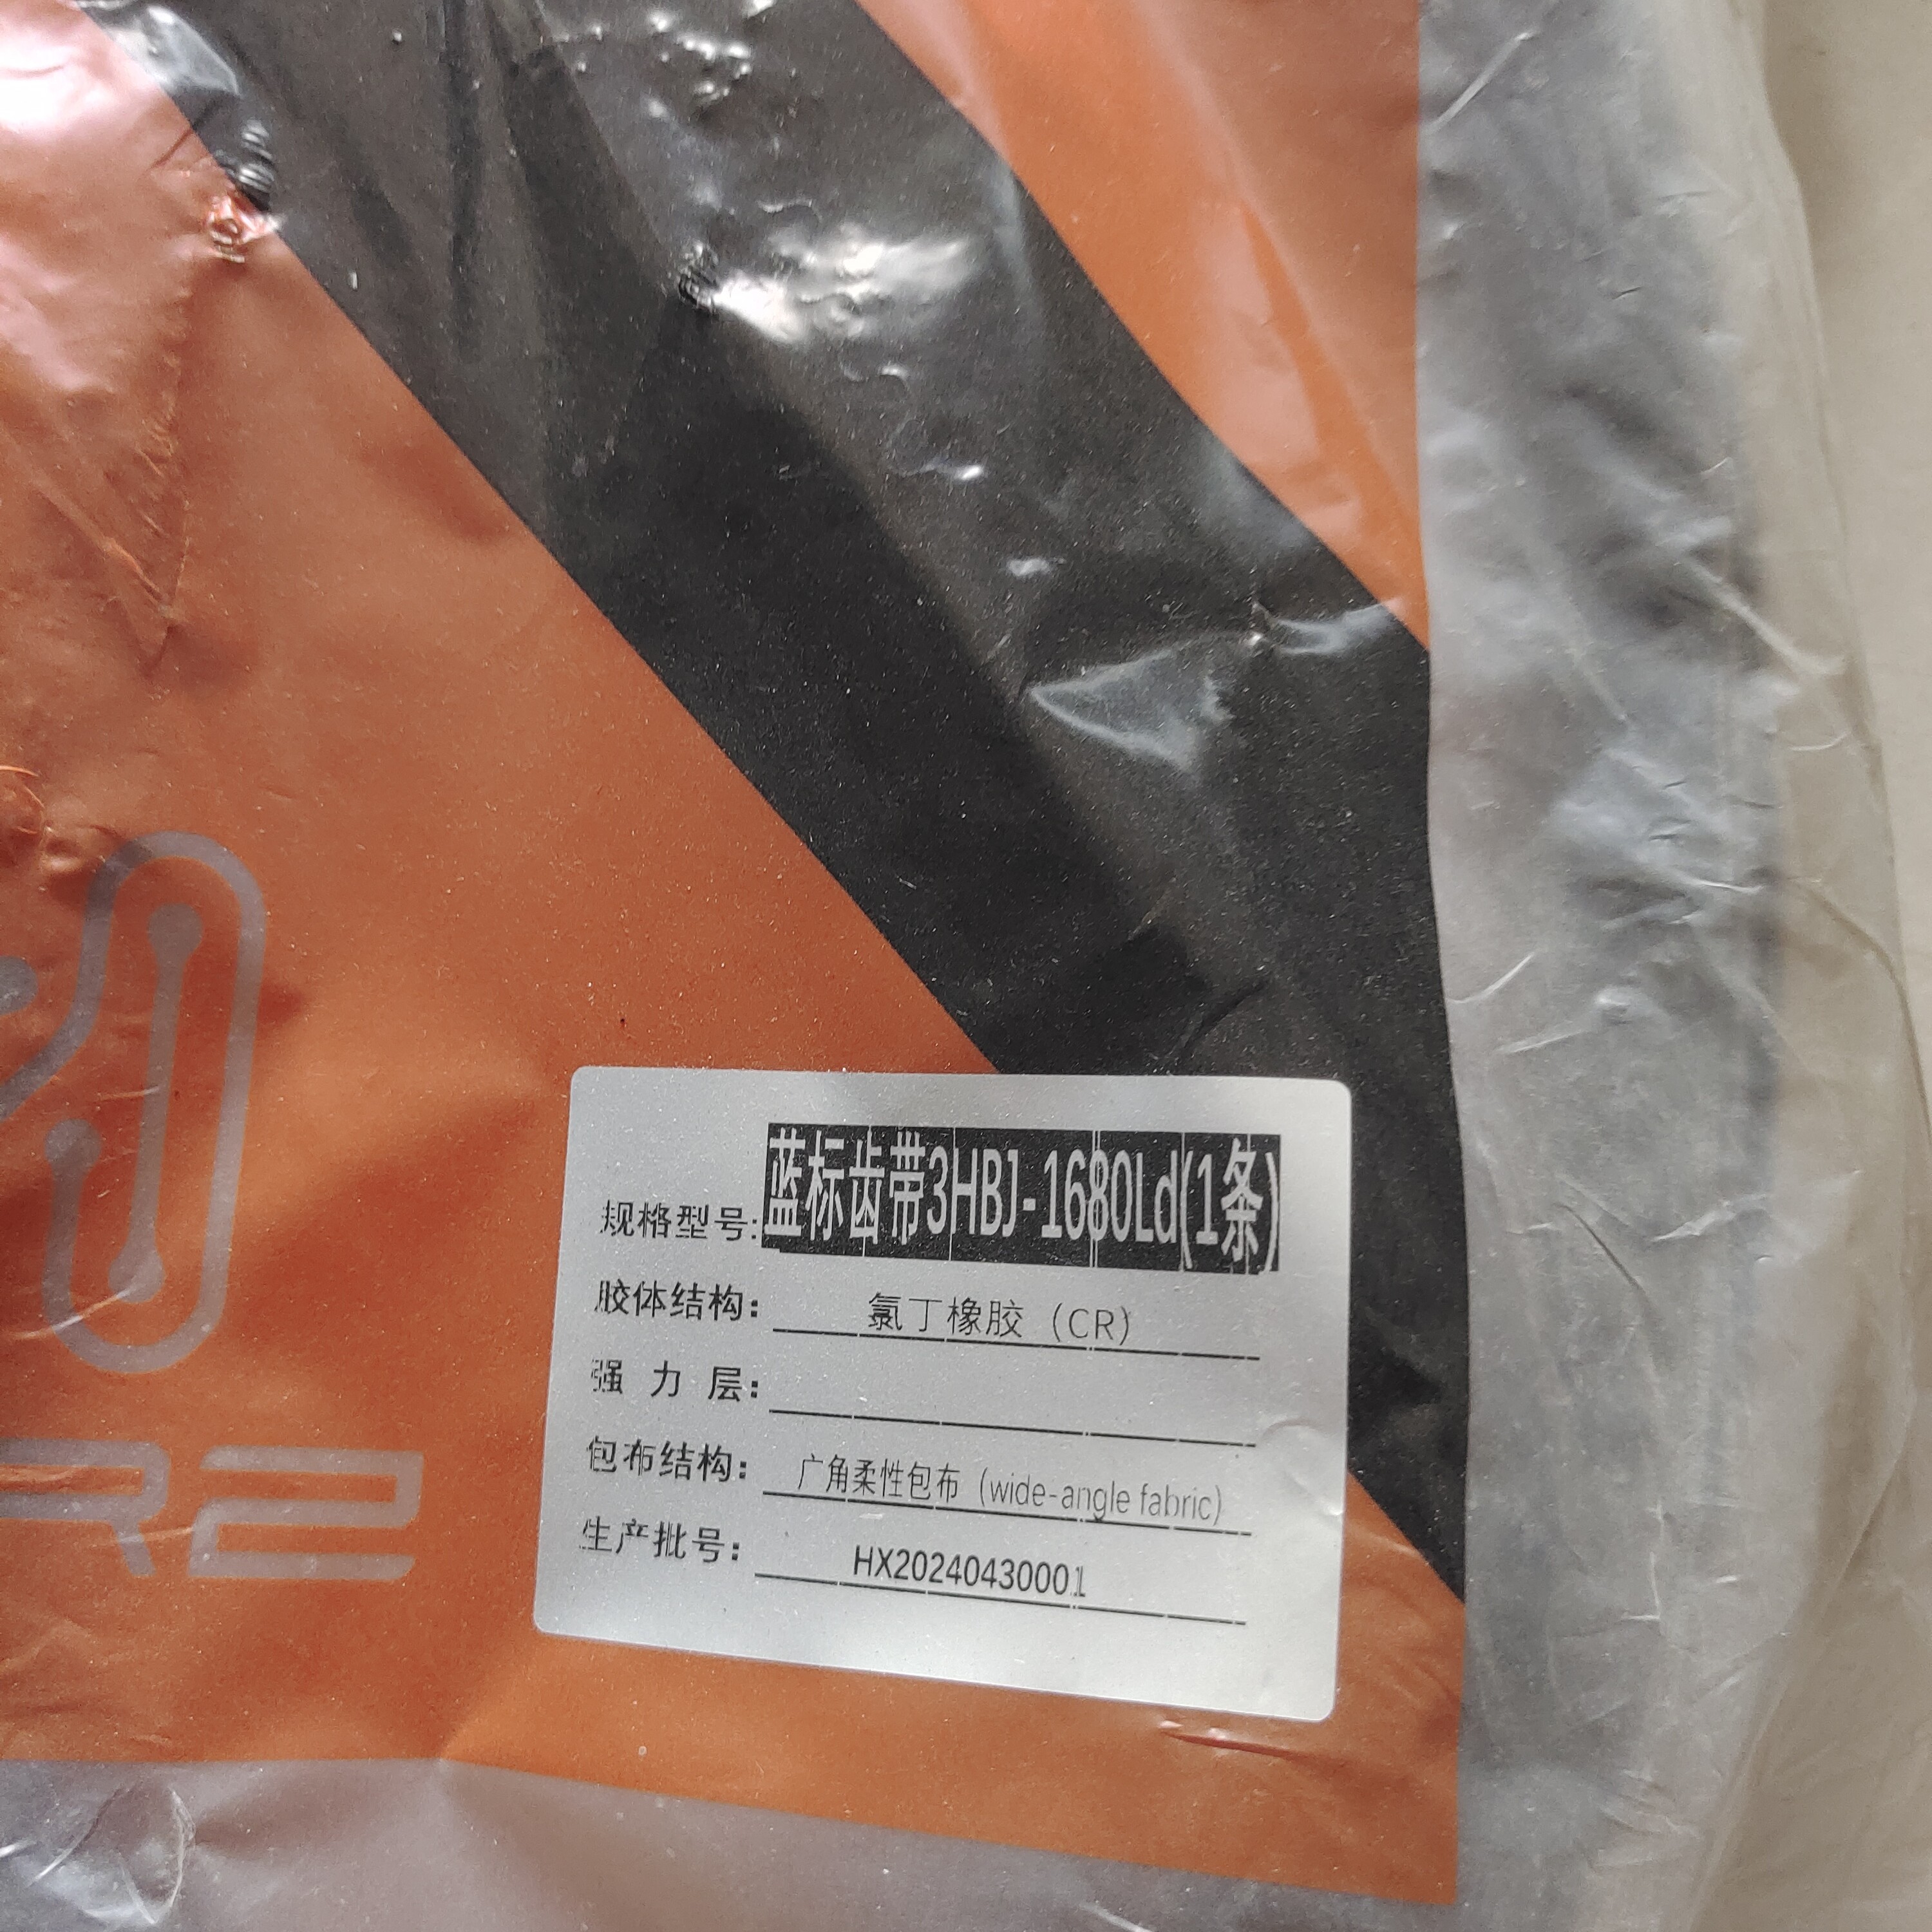 规格型号:蓝标齿带3HBJ-1680Ld(1条)
胶体结构: 氯丁橡胶（CR）
强 力 层:
包布结构: 广角柔性包布（wide-angle fabric）
生产批号: HX20240430001